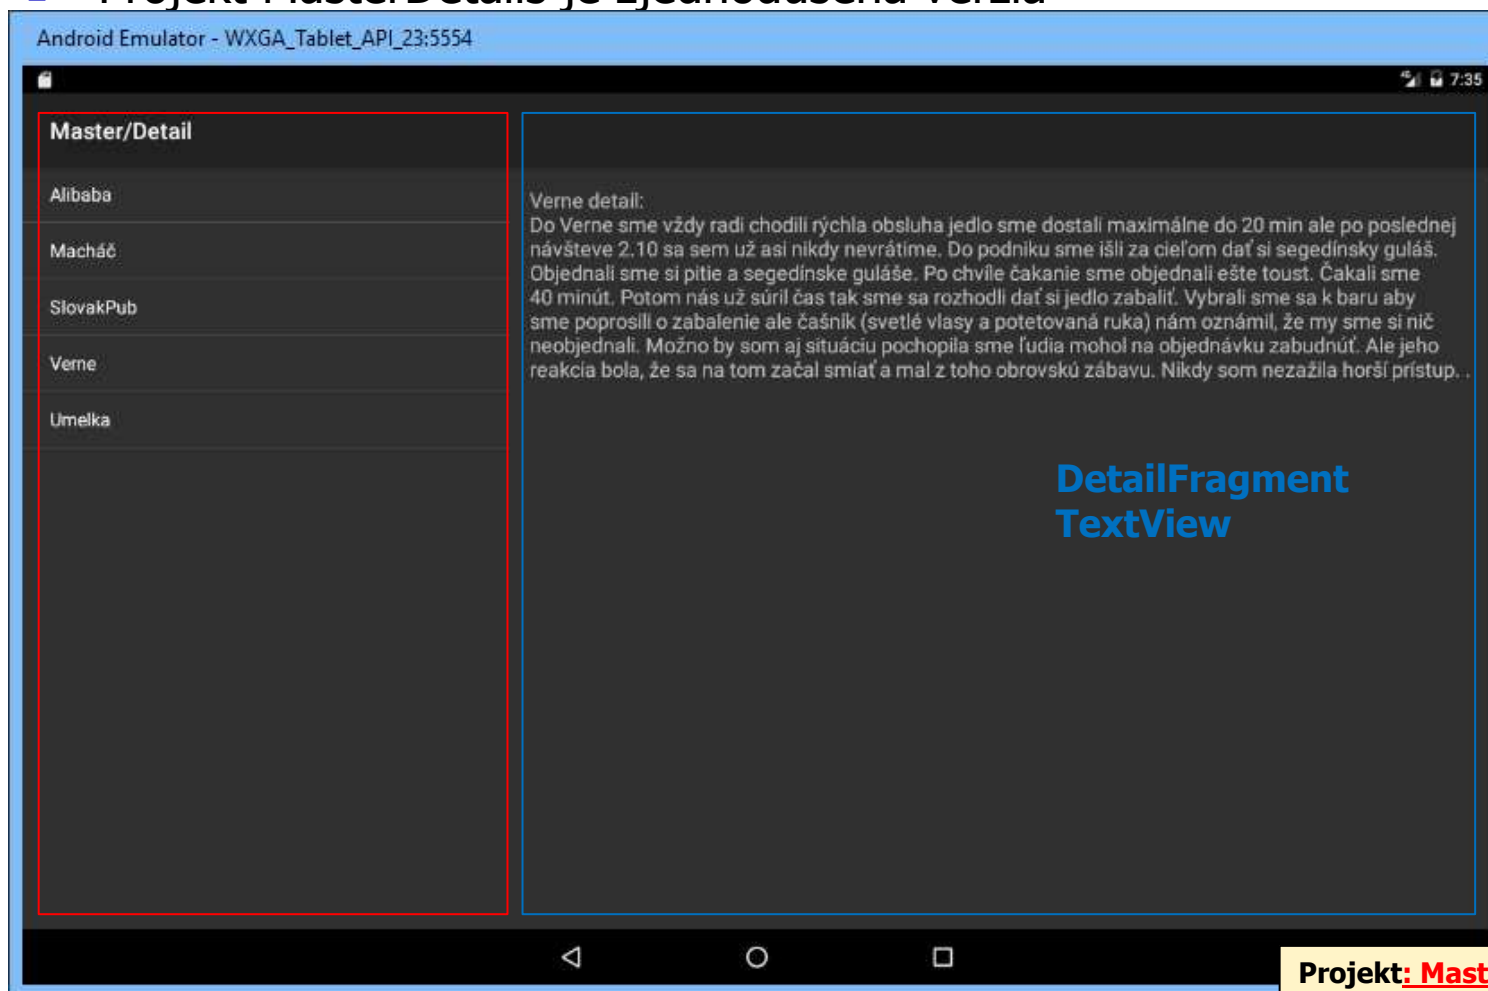 Projekt MasterDetails je zjednodušená verzia
Android Emulator - WXGA_Tablet_API_23:5554
7:35
Master/Detail
Alibaba
Macháč
SlovakPub
Verne
Umelka
Verne detail:
Do Verne sme vždy radi chodili rýchla obsluha jedlo sme dostali maximálne do 20 min ale po poslednej
návšteve 2.10 sa sem už asi nikdy nevrátime. Do podniku sme išli za cieľom dať si segedínsky guláš.
Objednali sme si pitie a segedínske guláše. Po chvíle čakanie sme objednali ešte toust. Čakali sme
40 minút. Potom nás už súril čas tak sme sa rozhodli dať si jedlo zabaliť. Vybrali sme sa k baru aby
sme poprosili o zabalenie ale čašník (svetlé vlasy a potetovaná ruka) nám oznámil, že my sme si nič
neobjednali. Možno by som aj situáciu pochopila sme ľudia mohol na objednávku zabudnúť. Ale jeho
reakcia bola, že sa na tom začal smiať a mal z toho obrovskú zábavu. Nikdy som nezažila horší prístup. .
DetailFragment
TextView
Projekt: Mast